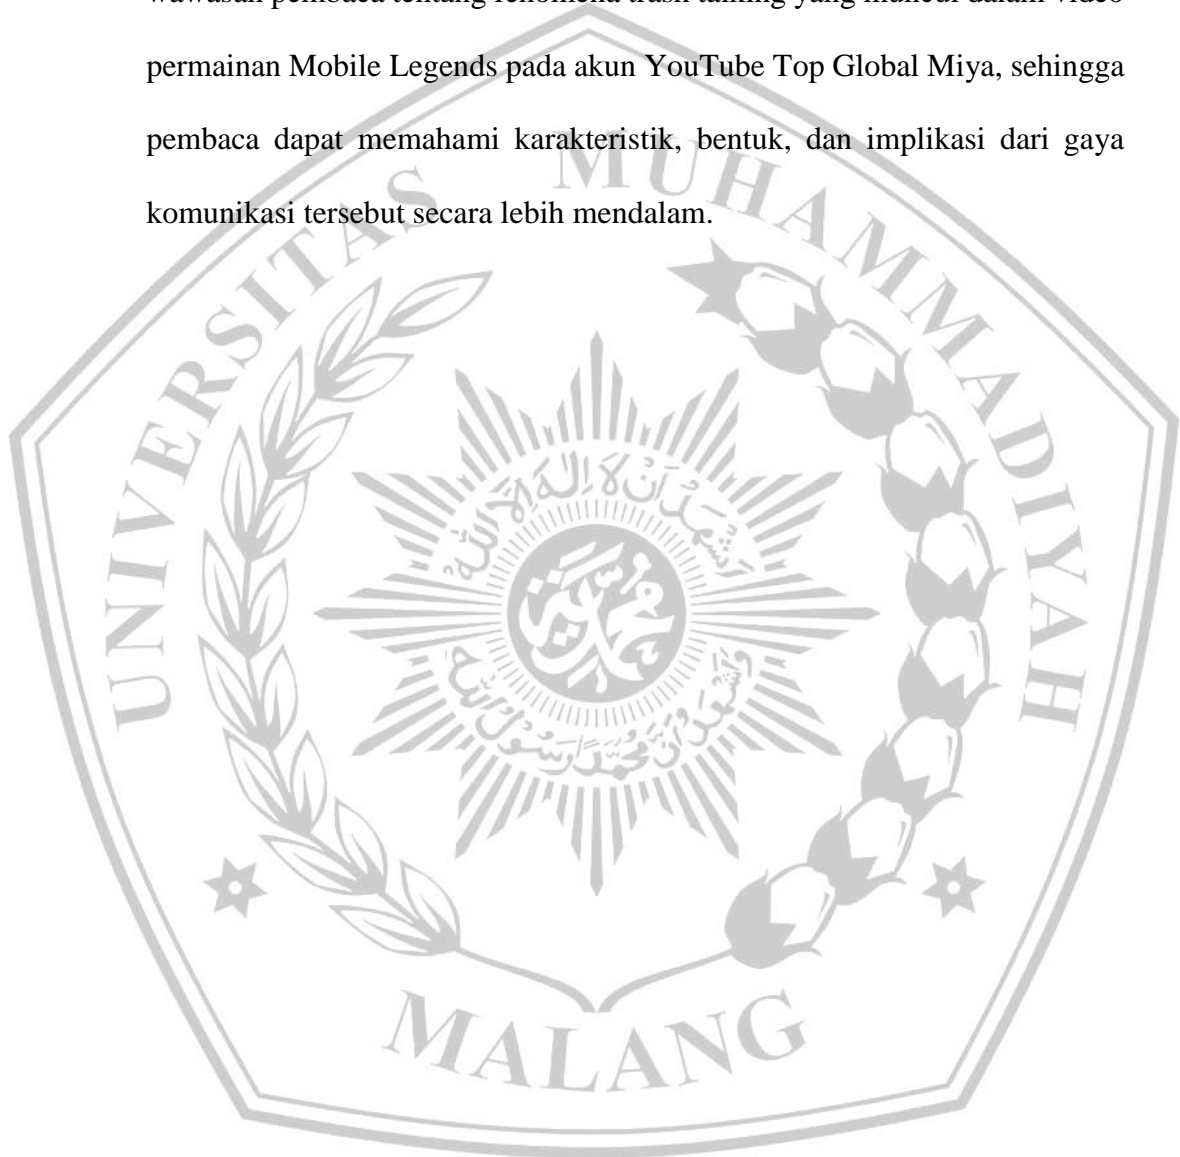 wawasan pembaca tentang fenomena trash talking yang muncul dalam video
permainan Mobile Legends pada akun YouTube Top Global Miya, sehingga
pembaca dapat memahami karakteristik, bentuk, dan implikasi dari gaya
komunikasi tersebut secara lebih mendalam.
UNIVERSITAS MUHAMMADIYAH
MALANG